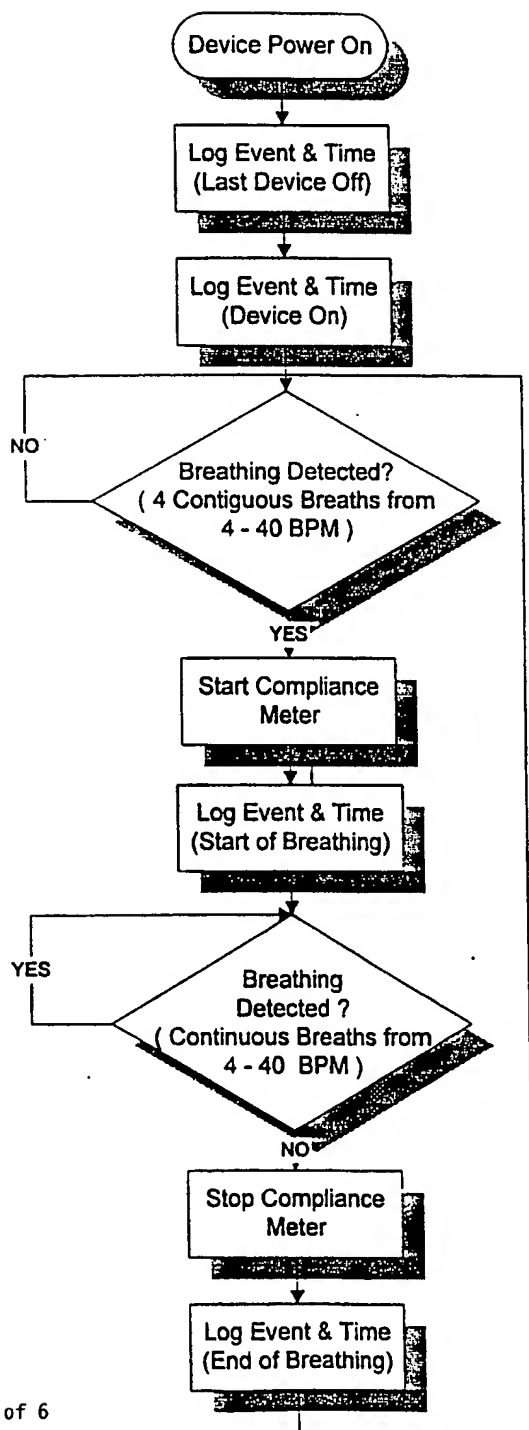 Device Power On
Log Event & Time
(Last Device Off)
Log Event & Time
(Device On)
NO
Breathing Detected?
( 4 Contiguous Breaths from
4 - 40 BPM )
YES
Start Compliance
Meter
Log Event & Time
(Start of Breathing)
YES
Breathing
Detected ?
( Continuous Breaths from
4 - 40 BPM )
NO
Stop Compliance
Meter
Log Event & Time
(End of Breathing)
of 6